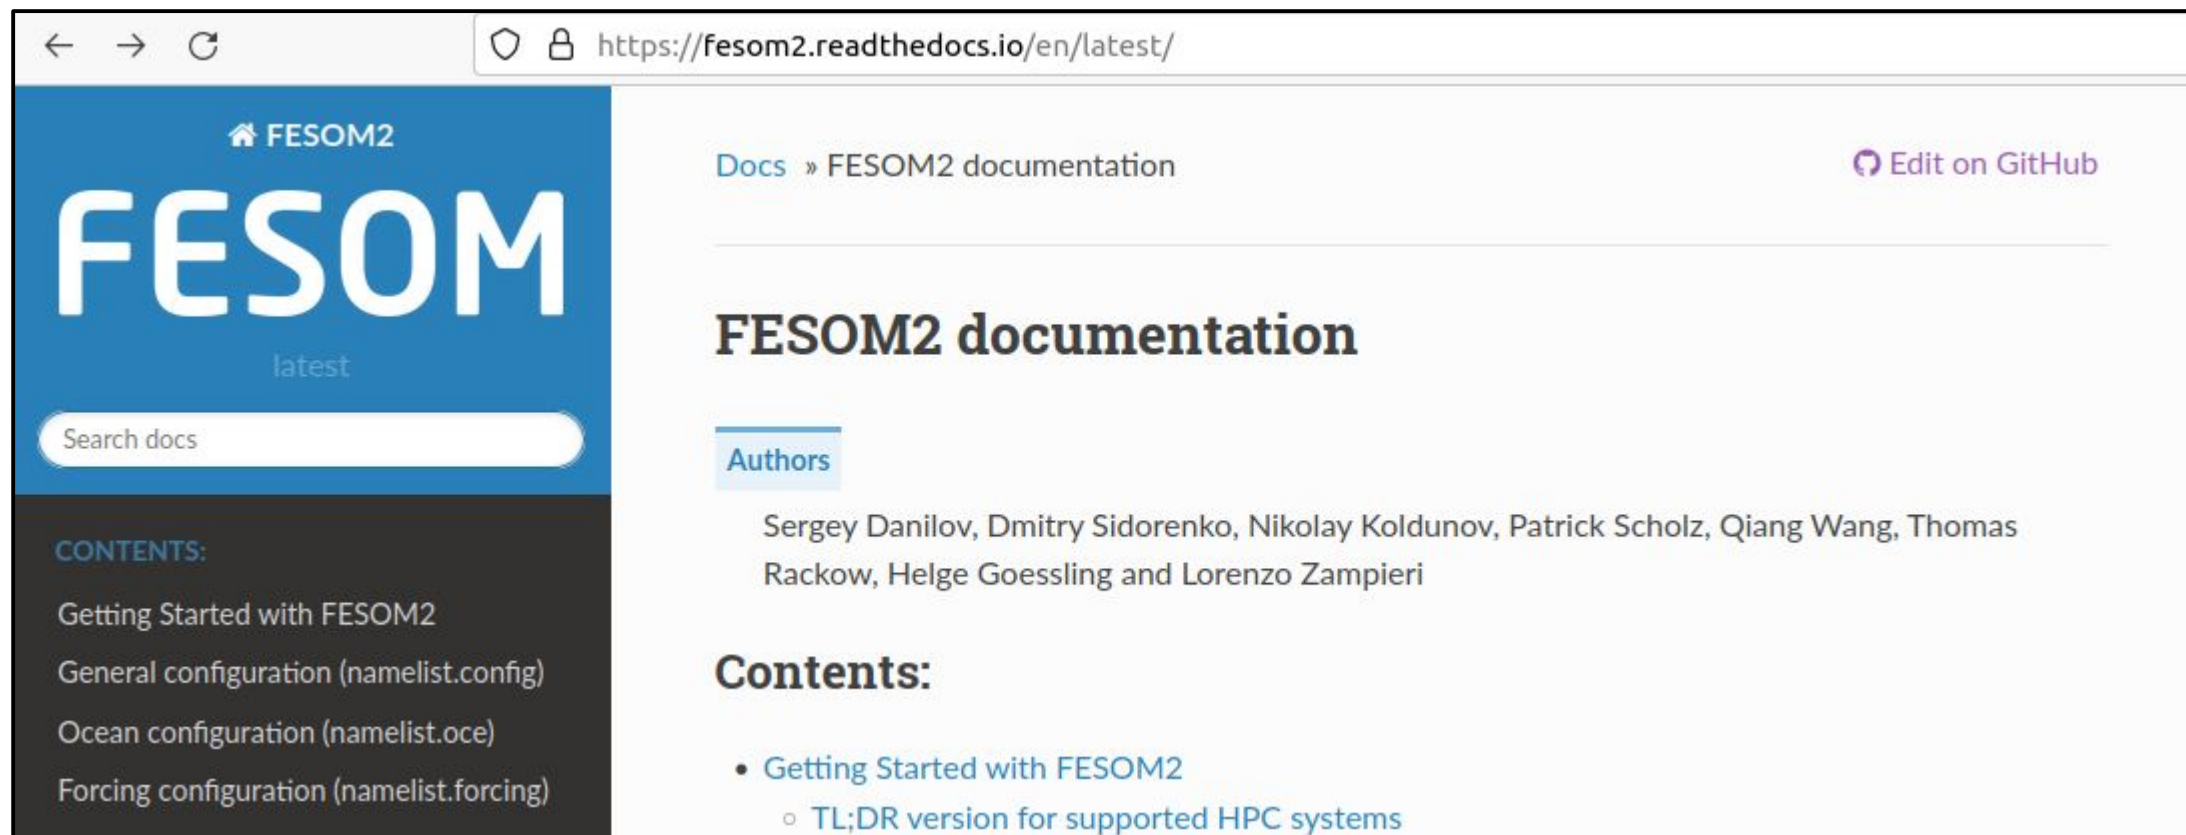 https://fesom2.readthedocs.io/en/latest/
FESOM2
FESOM
latest
Search docs
CONTENTS:
Getting Started with FESOM2
General configuration (namelist.config)
Ocean configuration (namelist.oce)
Forcing configuration (namelist.forcing)
Docs » FESOM2 documentation
Edit on GitHub
FESOM2 documentation
Authors
Sergey Danilov, Dmitry Sidorenko, Nikolay Koldunov, Patrick Scholz, Qiang Wang, Thomas
Rackow, Helge Goessling and Lorenzo Zampieri
Contents:
• Getting Started with FESOM2
◦ TL;DR version for supported HPC systems